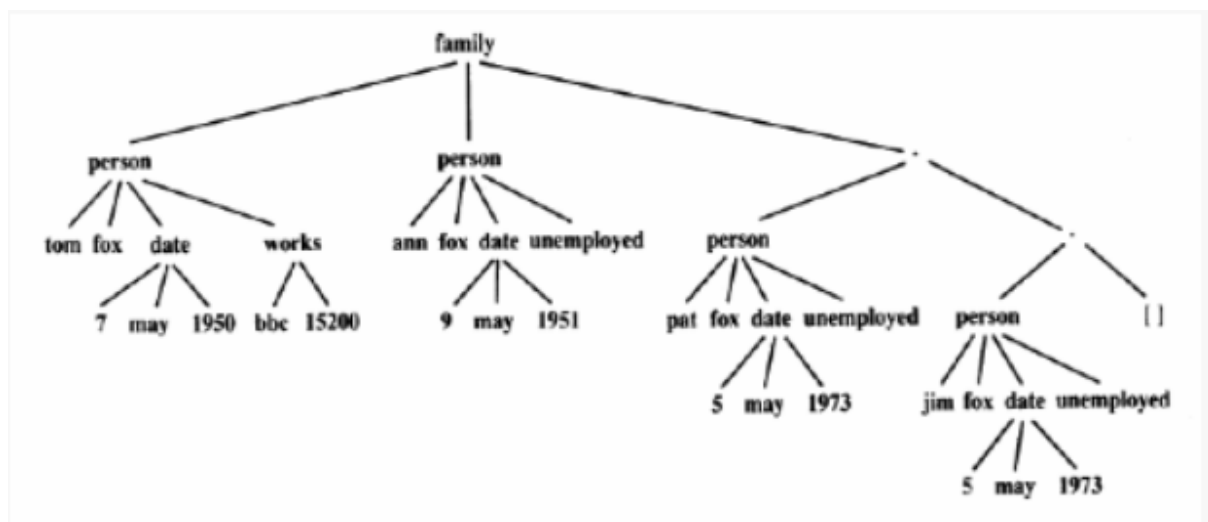 family
person person .
tom fox date works ann fox date unemployed person .
7 may 1950 bbc 15200 9 may 1951 pat fox date unemployed person [ ]
5 may 1973 jim fox date unemployed
5 may 1973